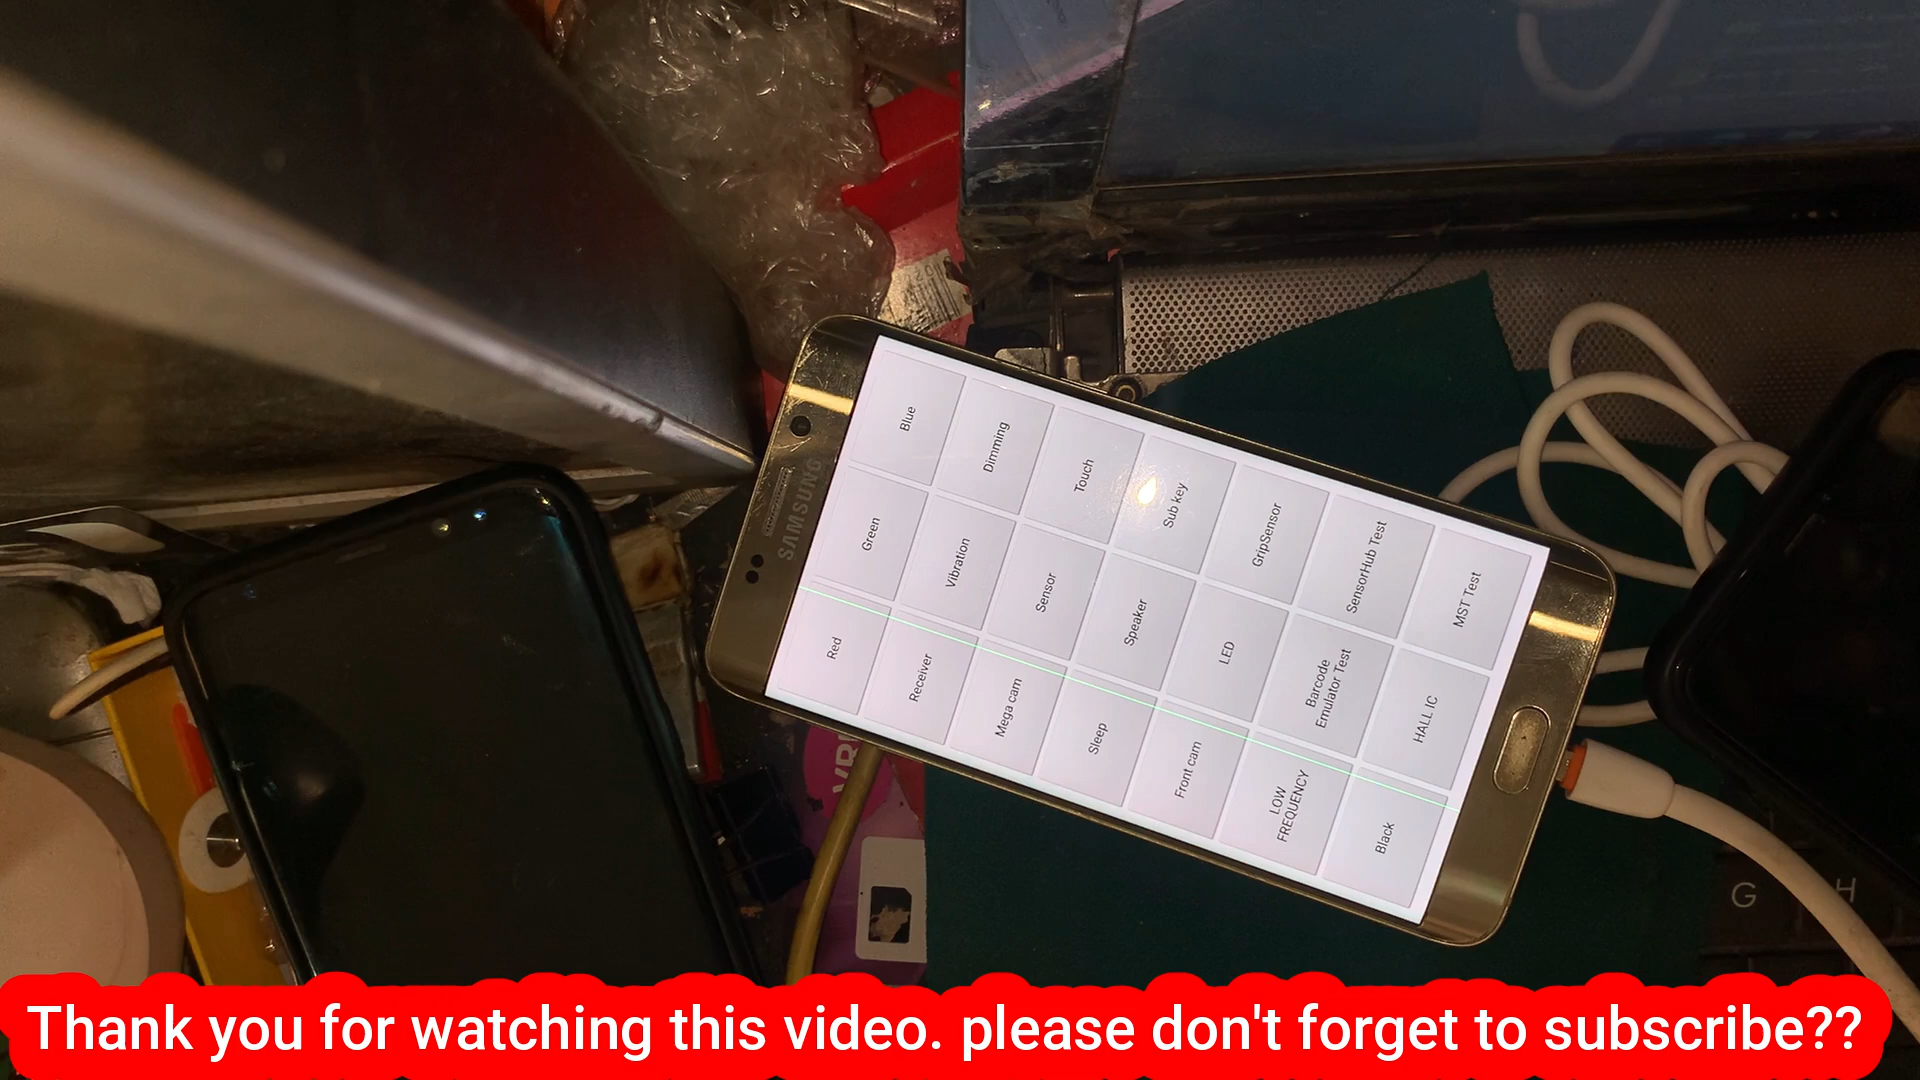 SAMSUNG
Red
Green
Blue
Receiver
Vibration
Dimming
Mega cam
Sensor
Touch
Sleep
Speaker
Sub key
Front cam
LED
GripSensor
LOW
FREQUENCY
Barcode
Emulator Test
SensorHub Test
Black
HALL IC
MST Test
G
H
Thank you for watching this video. please don't forget to subscribe??